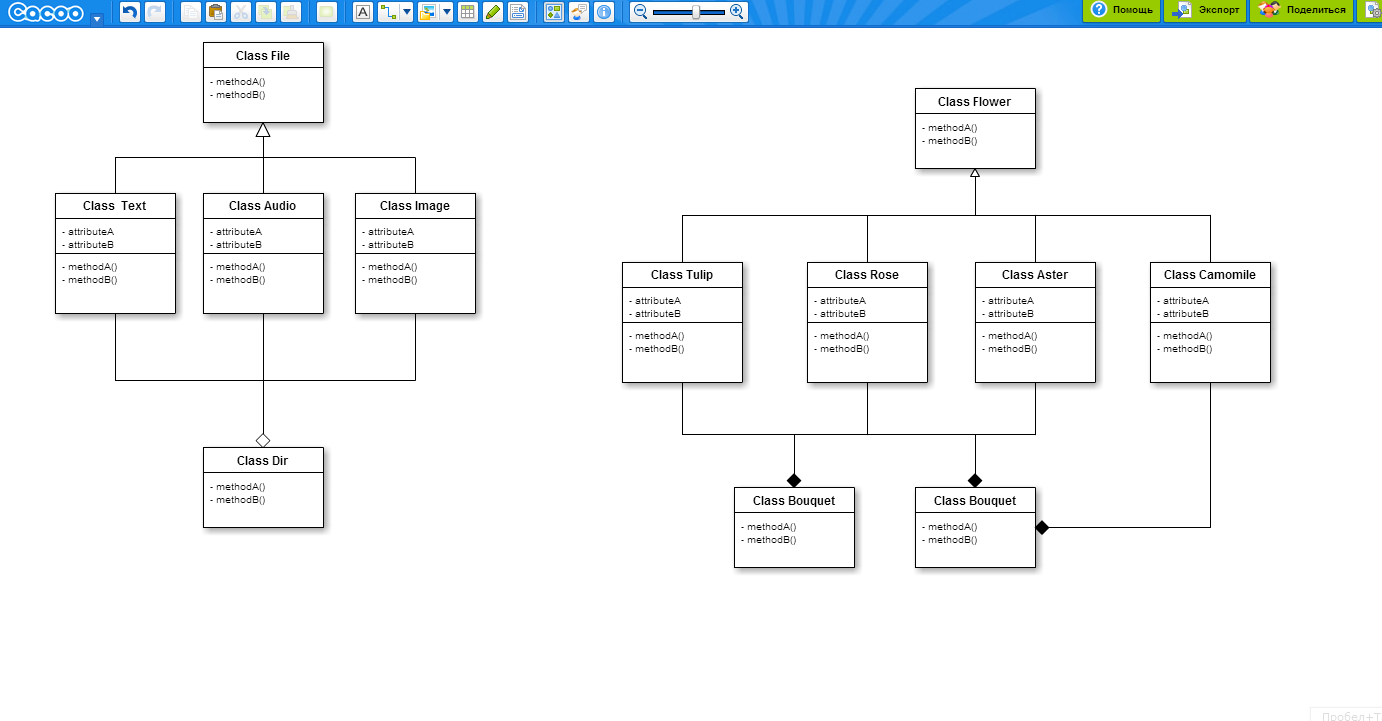 cacoo
A
Помощь
Экспорт
Поделиться
Class File
- methodA()
- methodB()
Class Text
- attributeA
- attributeB
- methodA()
- methodB()
Class Audio
- attributeA
- attributeB
- methodA()
- methodB()
Class Image
- attributeA
- attributeB
- methodA()
- methodB()
Class Dir
- methodA()
- methodB()
Class Flower
- methodA()
- methodB()
Class Tulip
- attributeA
- attributeB
- methodA()
- methodB()
Class Rose
- attributeA
- attributeB
- methodA()
- methodB()
Class Aster
- attributeA
- attributeB
- methodA()
- methodB()
Class Camomile
- attributeA
- attributeB
- methodA()
- methodB()
Class Bouquet
- methodA()
- methodB()
Class Bouquet
- methodA()
- methodB()
Пробел+T